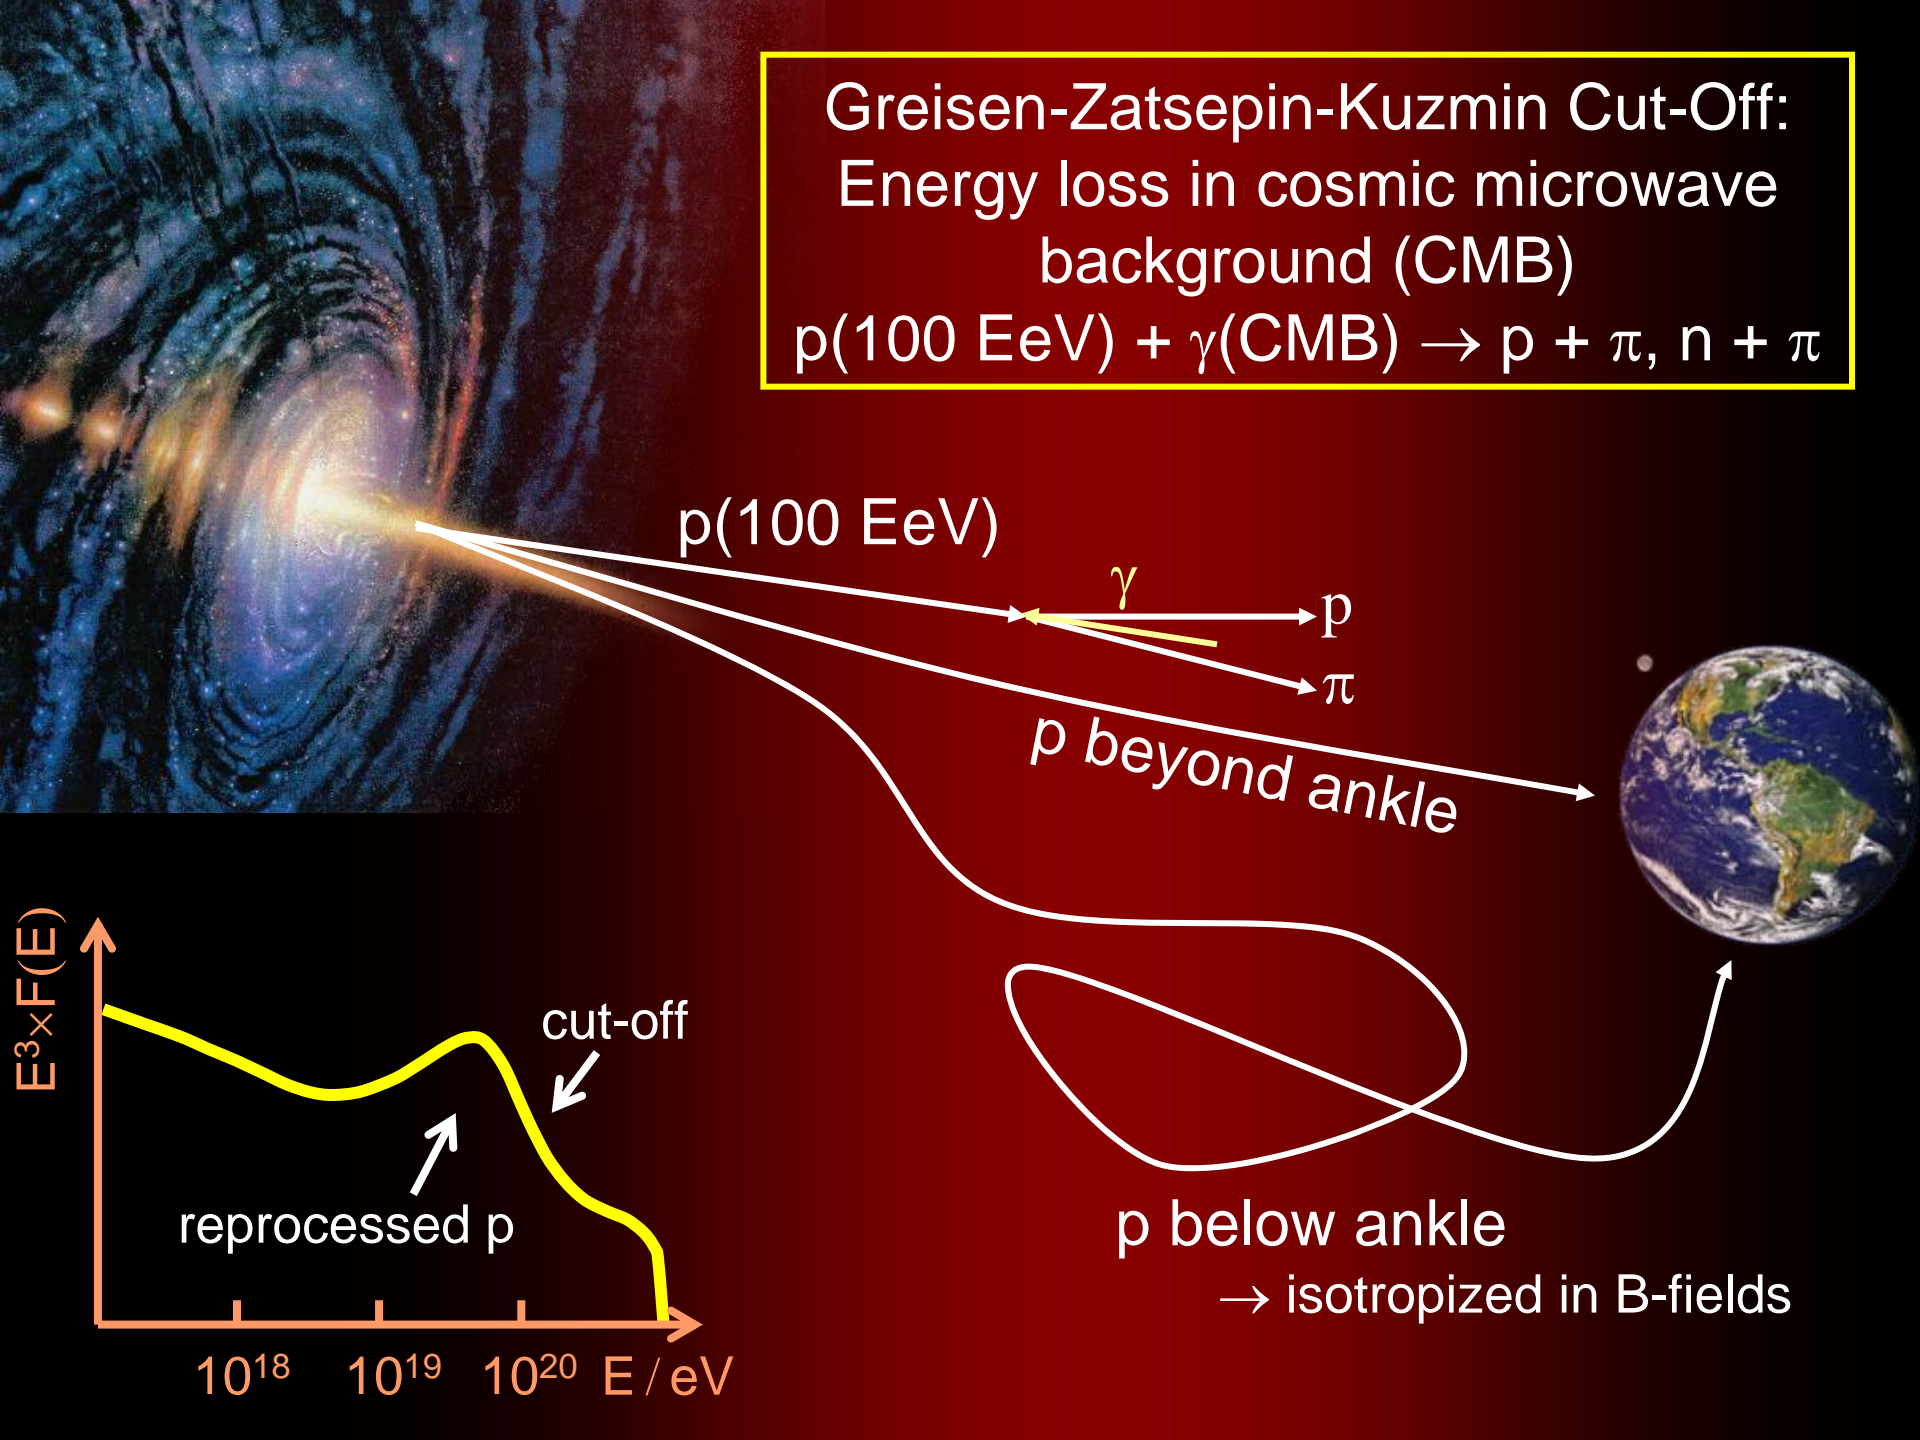 Greisen-Zatsepin-Kuzmin Cut-Off:
Energy loss in cosmic microwave
background (CMB)
p(100 EeV) + γ(CMB) → p + π, n + π
p(100 EeV)
γ
p
π
p beyond ankle
E³×F(E)
cut-off
reprocessed p
p below ankle
→ isotropized in B-fields
10¹⁸ 10¹⁹ 10²⁰ E / eV